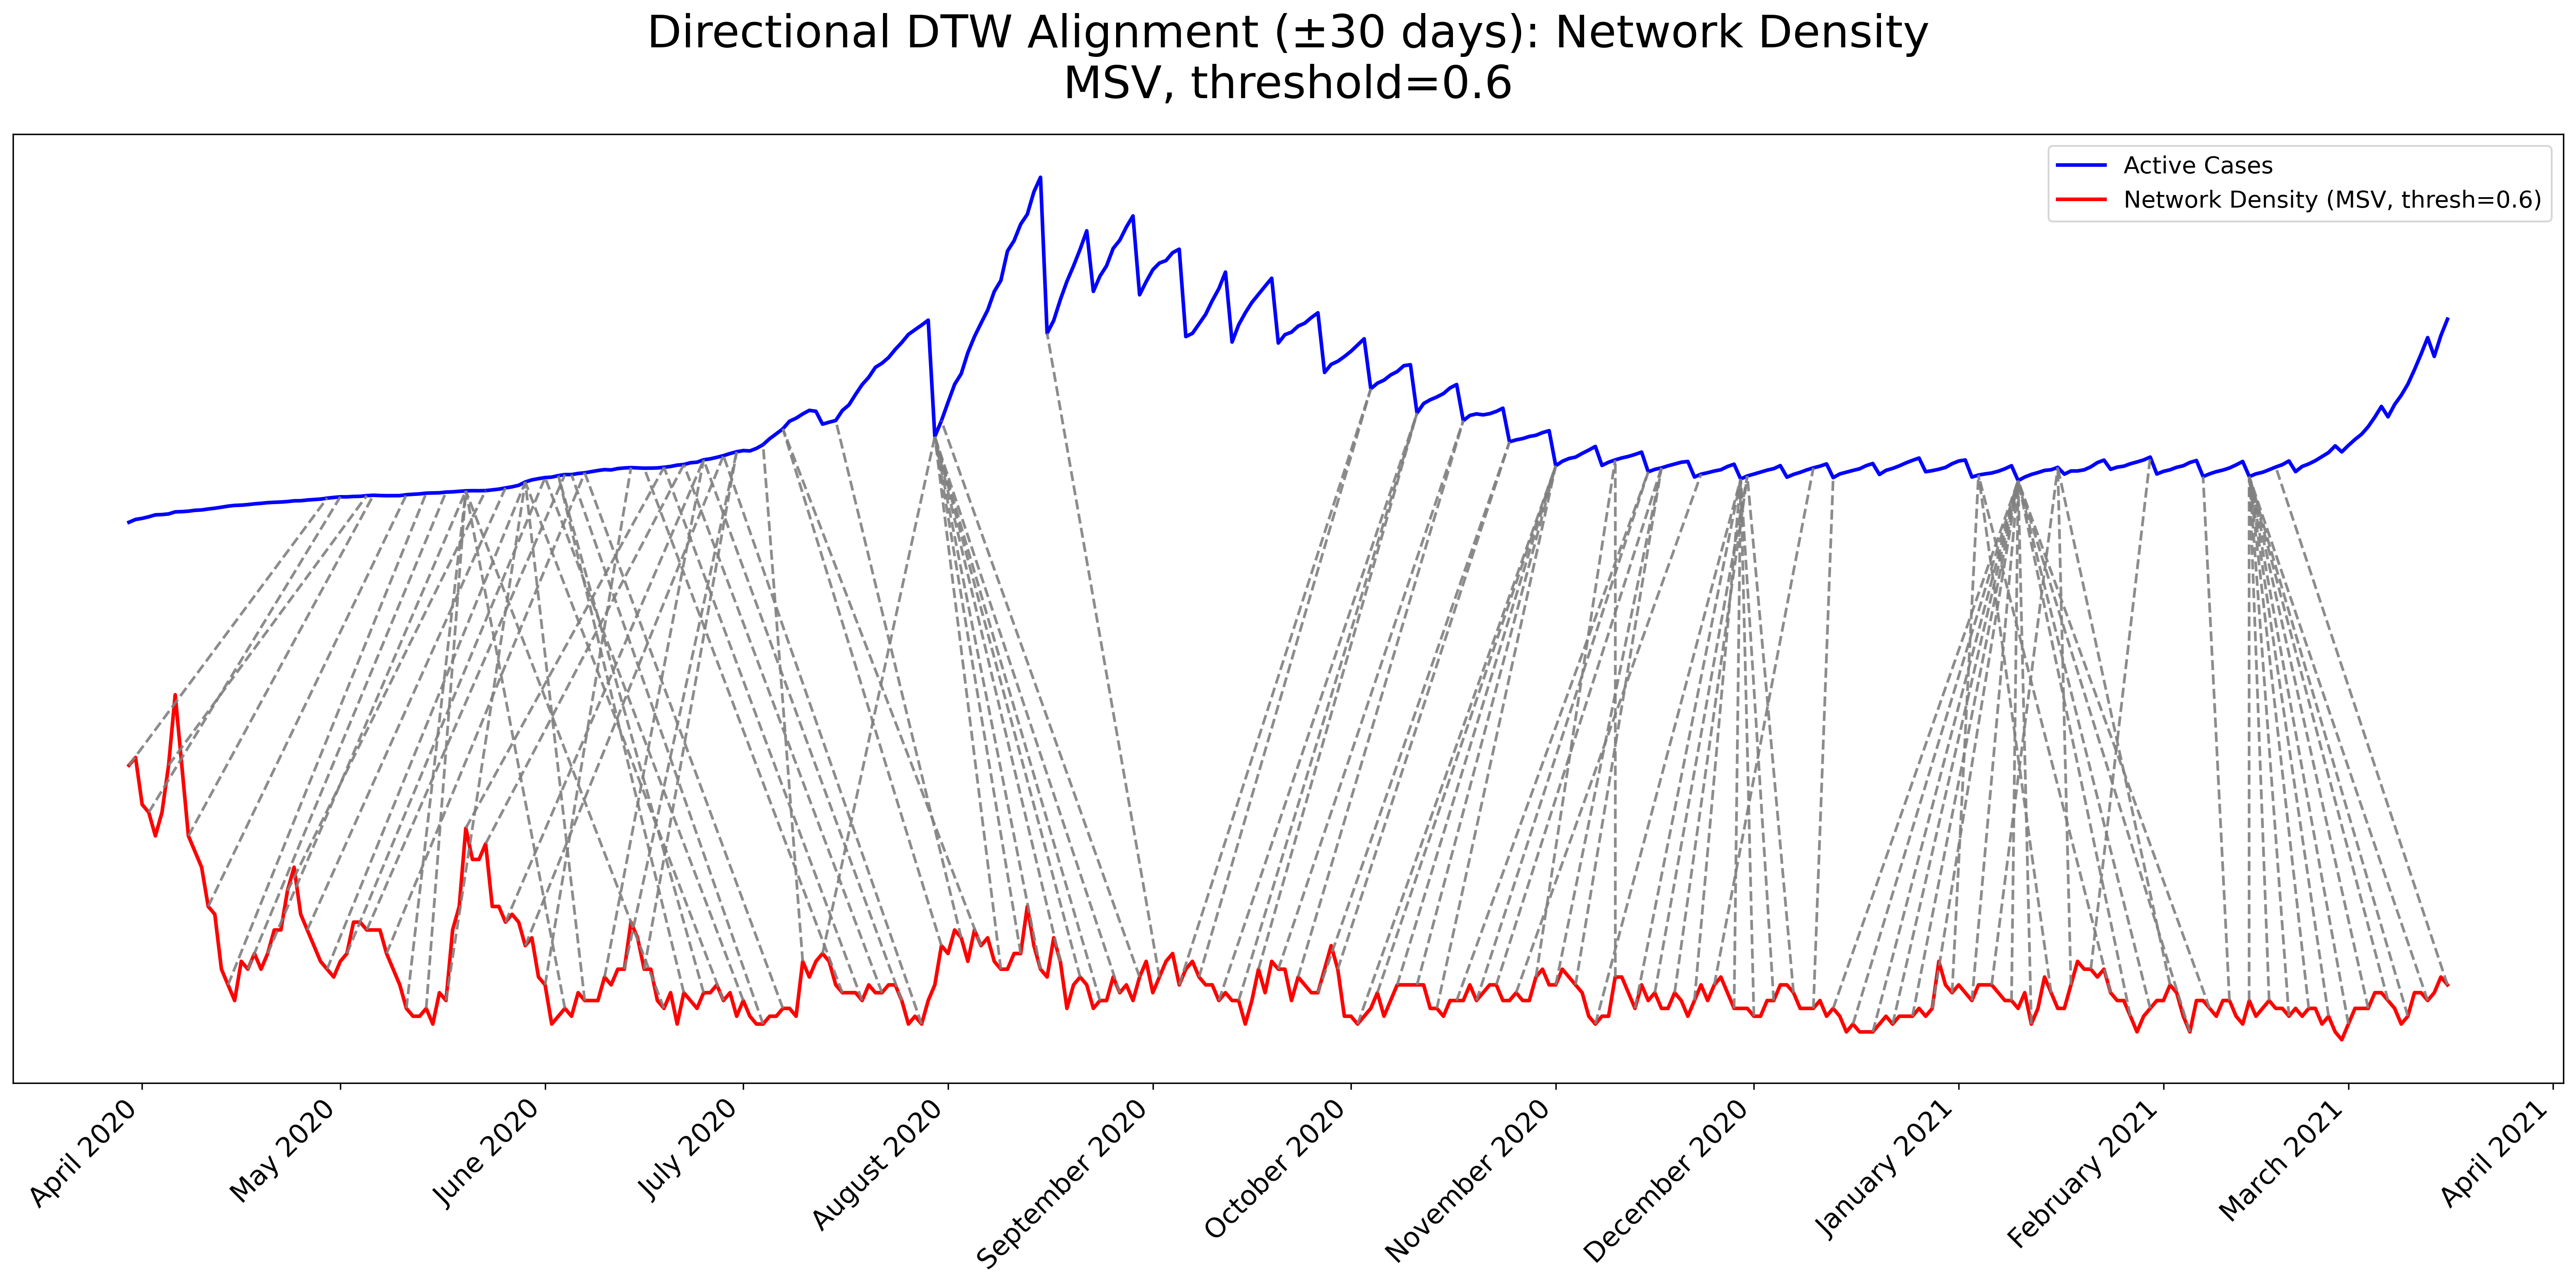 Directional DTW Alignment (±30 days): Network Density
MSV, threshold=0.6
Active Cases
Network Density (MSV, thresh=0.6)
April 2020
May 2020
June 2020
July 2020
August 2020
September 2020
October 2020
November 2020
December 2020
January 2021
February 2021
March 2021
April 2021